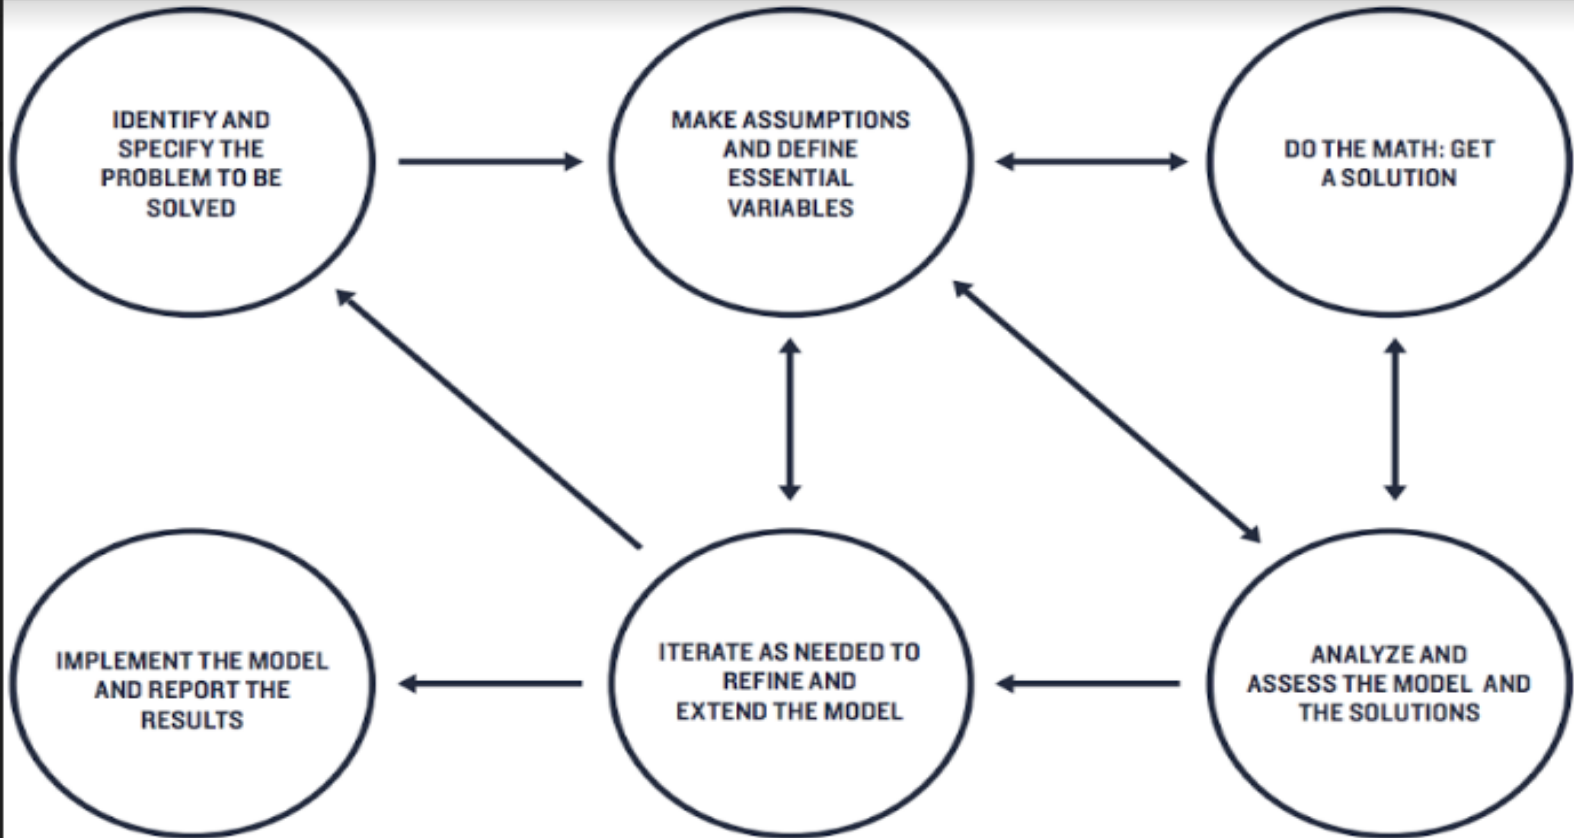 IDENTIFY AND
SPECIFY THE
PROBLEM TO BE
SOLVED
MAKE ASSUMPTIONS
AND DEFINE
ESSENTIAL
VARIABLES
DO THE MATH: GET
A SOLUTION
IMPLEMENT THE MODEL
AND REPORT THE
RESULTS
ITERATE AS NEEDED TO
REFINE AND
EXTEND THE MODEL
ANALYZE AND
ASSESS THE MODEL AND
THE SOLUTIONS